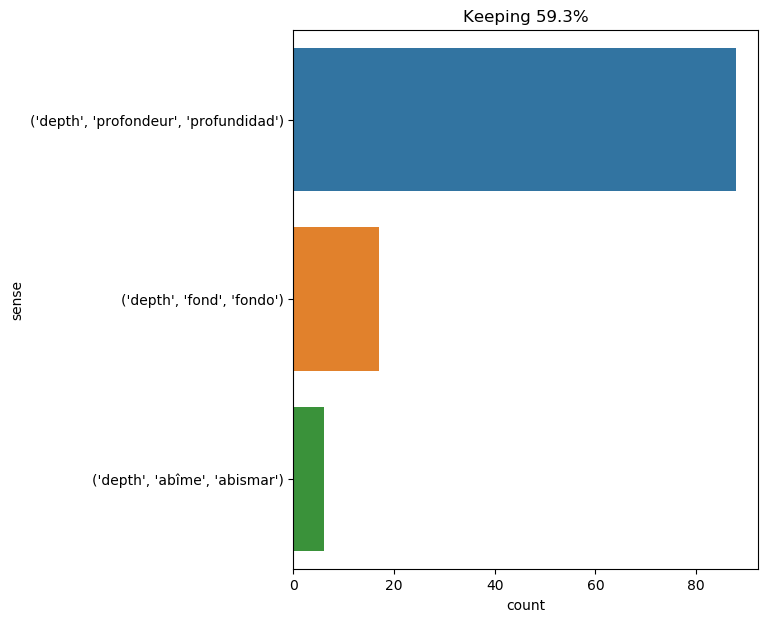 Keeping 59.3%
('depth', 'profondeur', 'profundidad')
('depth', 'fond', 'fondo')
('depth', 'abîme', 'abismar')
sense
0 20 40 60 80
count